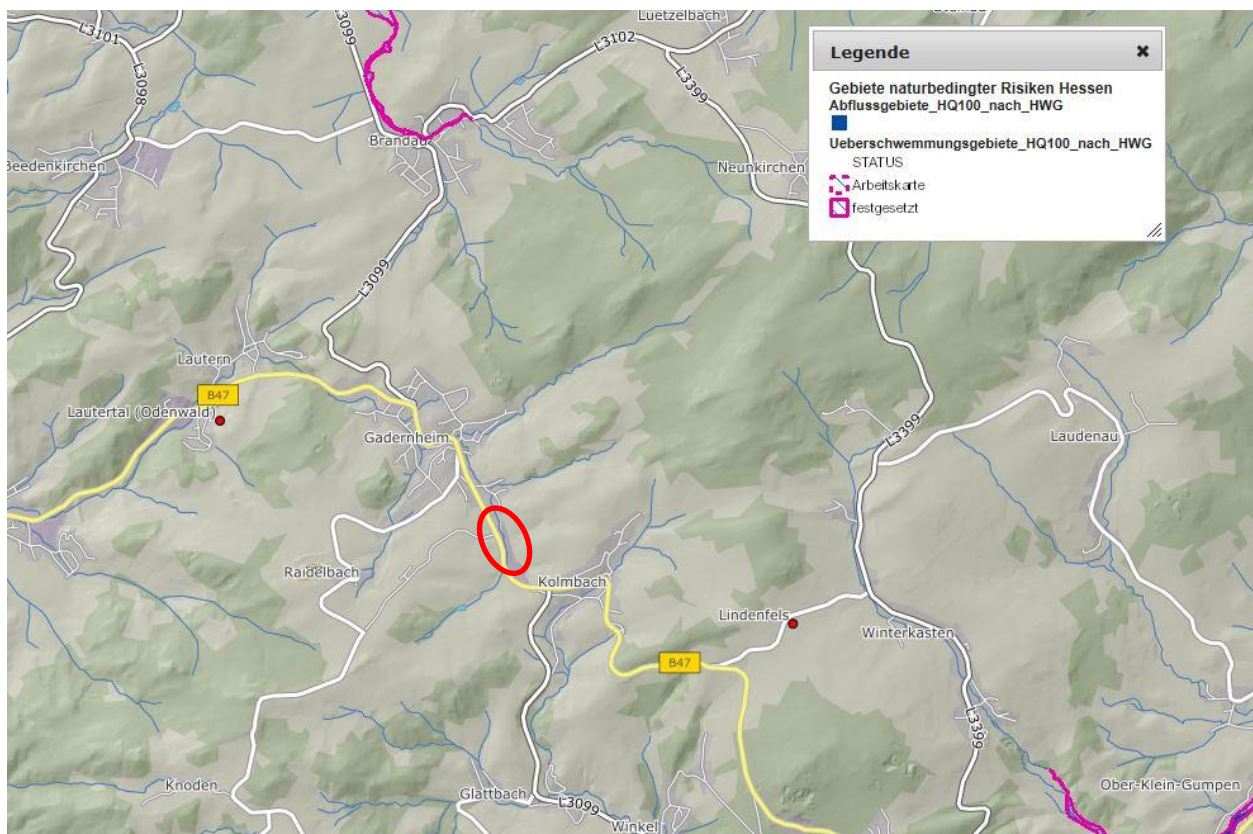 Luetzelbach
L3101
L3099
L3102
L3098
L3399
Brandau
Beedenkirchen
Neunkirchen
Legende
Gebiete naturbedingter Risiken Hessen
Abflussgebiete_HQ100_nach_HWG
Ueberschwemmungsgebiete_HQ100_nach_HWG
STATUS
Arbeitskarte
festgesetzt
L3099
Lautern
B47
Lautertal (Odenwald)
Gadernheim
L3399
Laudenau
Raidelbach
Kolmbach
Lindenfels
Winterkasten
B47
L3399
Knoden
Glattbach
L3099
Winkel
Ober-Klein-Gumpen